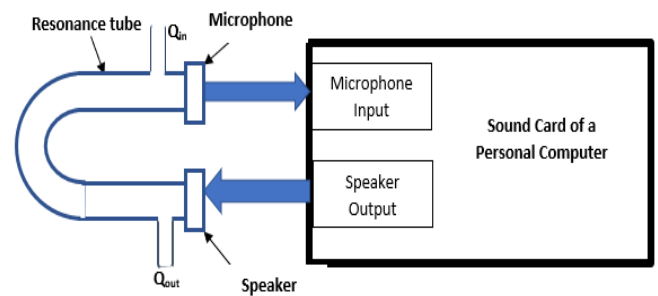 Resonance tube
Microphone
Qin
Microphone
Input
Sound Card of a
Personal Computer
Speaker
Output
Qout
Speaker